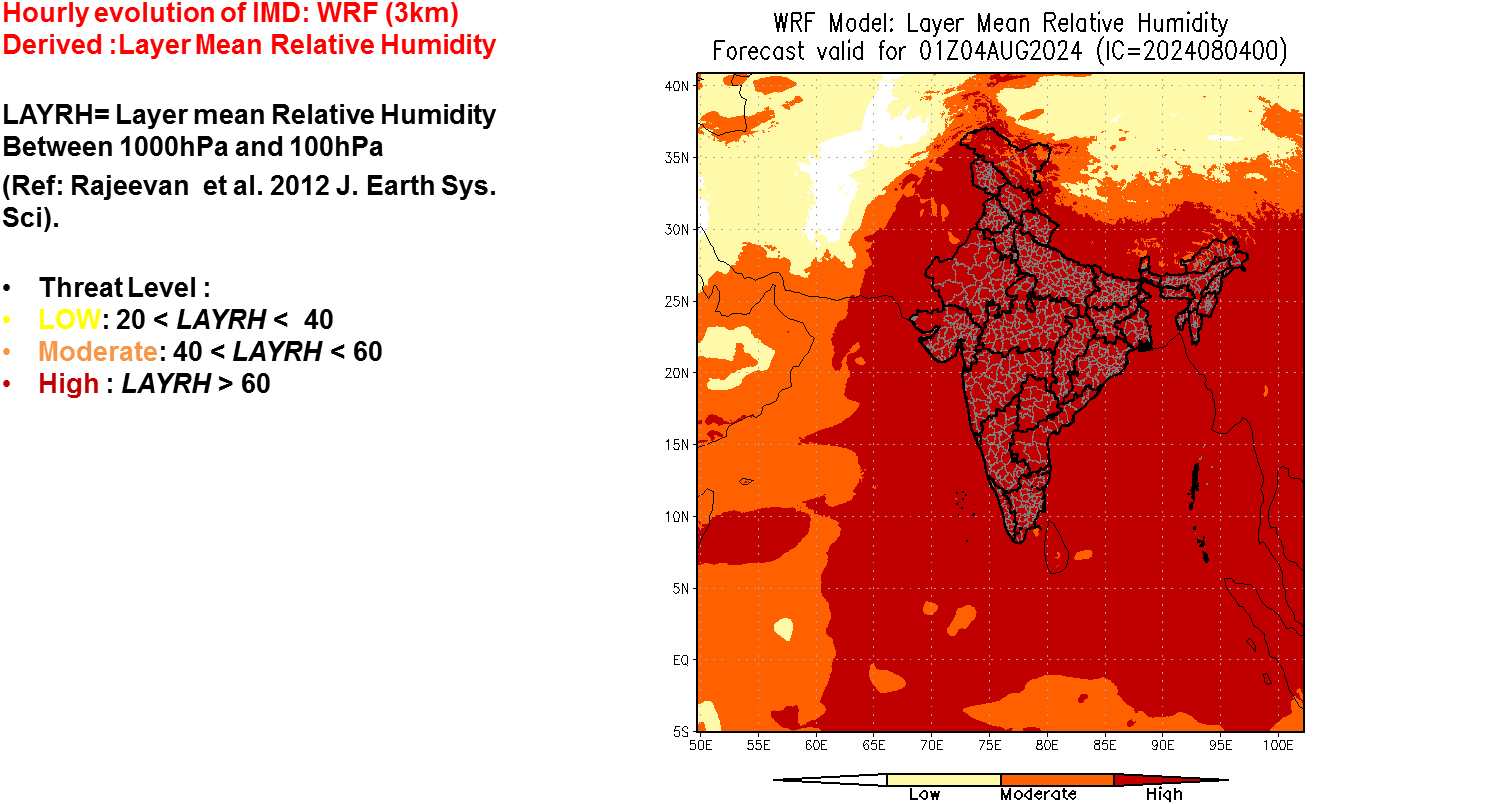 Hourly evolution of IMD: WRF (3km)
Derived :Layer Mean Relative Humidity
LAYRH= Layer mean Relative Humidity
Between 1000hPa and 100hPa
(Ref: Rajeevan et al. 2012 J. Earth Sys.
Sci).
• Threat Level :
• LOW: 20 < LAYRH < 40
• Moderate: 40 < LAYRH < 60
• High : LAYRH > 60
WRF Model: Layer Mean Relative Humidity
Forecast valid for 01Z04AUG2024 (IC=2024080400)
40N
35N
30N
25N
20N
15N
10N
5N
EQ
5S
50E 55E 60E 65E 70E 75E 80E 85E 90E 95E 100E
Low Moderate High